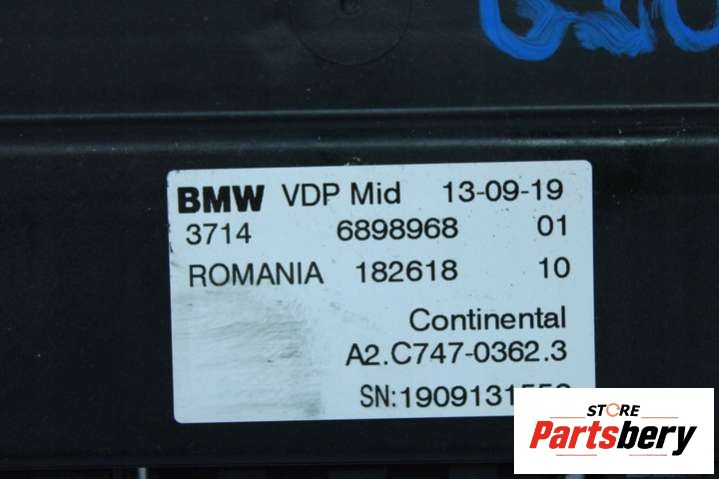 BMW VDP Mid 13-09-19
3714 6898968 01
ROMANIA 182618 10
Continental
A2.C747-0362.3
STORE
Partsbery